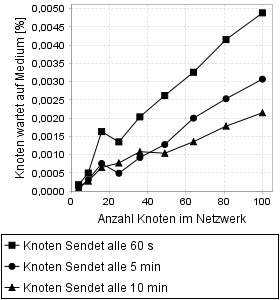 0,0050
0,0045
0,0040
0,0035
0,0030
0,0025
0,0020
0,0015
0,0010
0,0005
0,0000
Knoten wartet auf Medium [%]
0 20 40 60 80 100
Anzahl Knoten im Netzwerk
Knoten Sendet alle 60 s
Knoten Sendet alle 5 min
Knoten Sendet alle 10 min